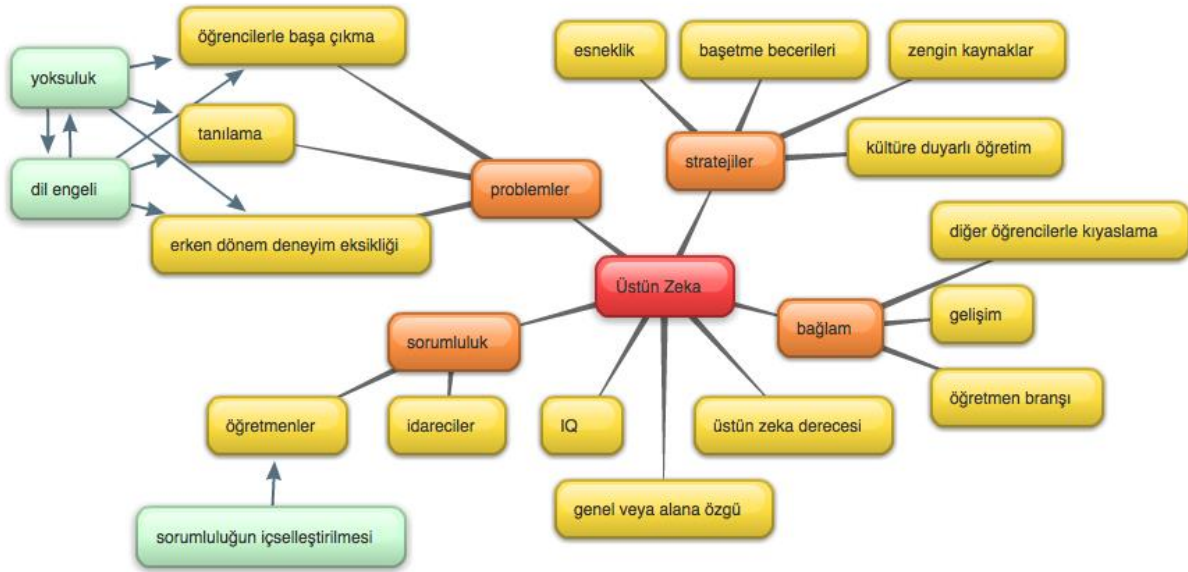 öğrencilerle başa çıkma
esneklik
başetme becerileri
zengin kaynaklar
yoksuluk
tanılama
stratejiler
kültüre duyarlı öğretim
dil engeli
problemler
erken dönem deneyim eksikliği
diğer öğrencilerle kıyaslama
Üstün Zeka
gelişim
bağlam
sorumluluk
öğretmen branşı
öğretmenler
idareciler
IQ
üstün zeka derecesi
genel veya alana özgü
sorumluluğun içselleştirilmesi